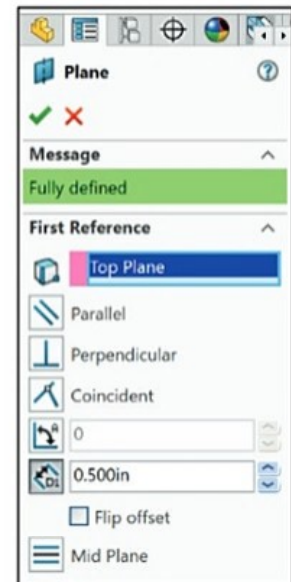 Plane
Message
Fully defined
First Reference
Top Plane
Parallel
Perpendicular
Coincident
0
0.500in
Flip offset
Mid Plane